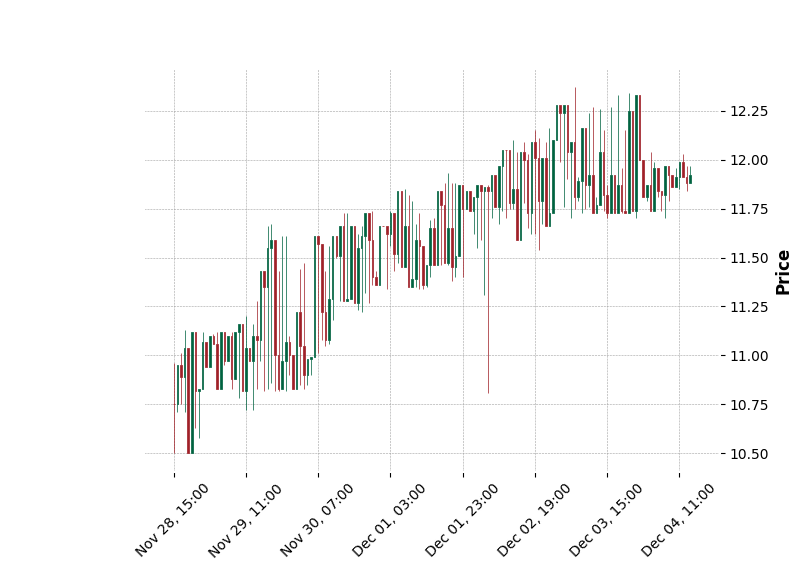 12.25
12.00
11.75
11.50
11.25
11.00
10.75
10.50
Price
Nov 28, 15:00
Nov 29, 11:00
Nov 30, 07:00
Dec 01, 03:00
Dec 01, 23:00
Dec 02, 19:00
Dec 03, 15:00
Dec 04, 11:00